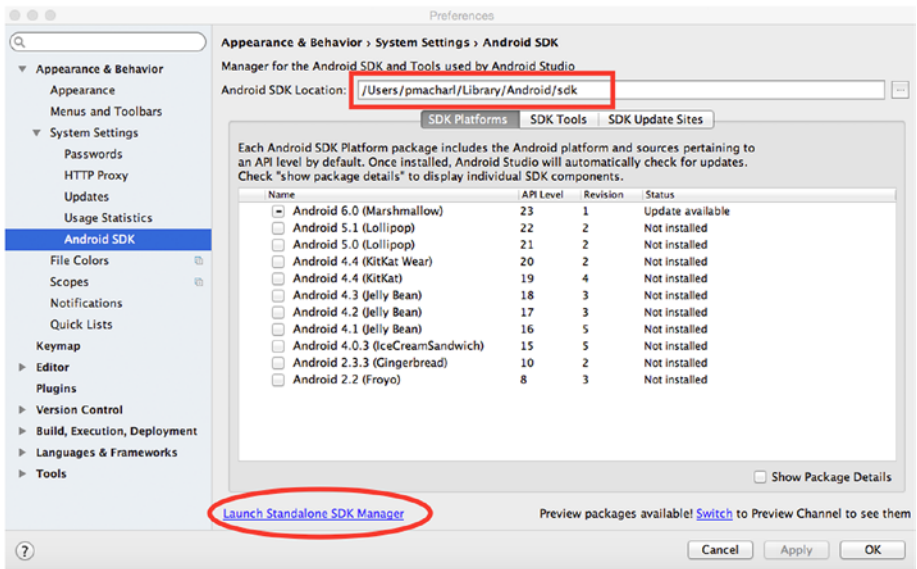 Preferences
Appearance & Behavior › System Settings › Android SDK
Manager for the Android SDK and Tools used by Android Studio
Android SDK Location: /Users/pmacharl/Library/Android/sdk ...
Appearance & Behavior
Appearance
Menus and Toolbars
System Settings
Passwords
HTTP Proxy
Updates
Usage Statistics
Android SDK
File Colors
Scopes
Notifications
Quick Lists
Keymap
Editor
Plugins
Version Control
Build, Execution, Deployment
Languages & Frameworks
Tools
SDK Platforms SDK Tools SDK Update Sites
Each Android SDK Platform package includes the Android platform and sources pertaining to
an API level by default. Once installed, Android Studio will automatically check for updates.
Check "show package details" to display individual SDK components.
Name API Level Revision Status
Android 6.0 (Marshmallow) 23 1 Update available
Android 5.1 (Lollipop) 22 2 Not installed
Android 5.0 (Lollipop) 21 2 Not installed
Android 4.4 (KitKat Wear) 20 2 Not installed
Android 4.4 (KitKat) 19 4 Not installed
Android 4.3 (Jelly Bean) 18 3 Not installed
Android 4.2 (Jelly Bean) 17 3 Not installed
Android 4.1 (Jelly Bean) 16 5 Not installed
Android 4.0.3 (IceCreamSandwich) 15 5 Not installed
Android 2.3.3 (Gingerbread) 10 2 Not installed
Android 2.2 (Froyo) 8 3 Not installed
Show Package Details
Launch Standalone SDK Manager
Preview packages available! Switch to Preview Channel to see them
? Cancel Apply OK